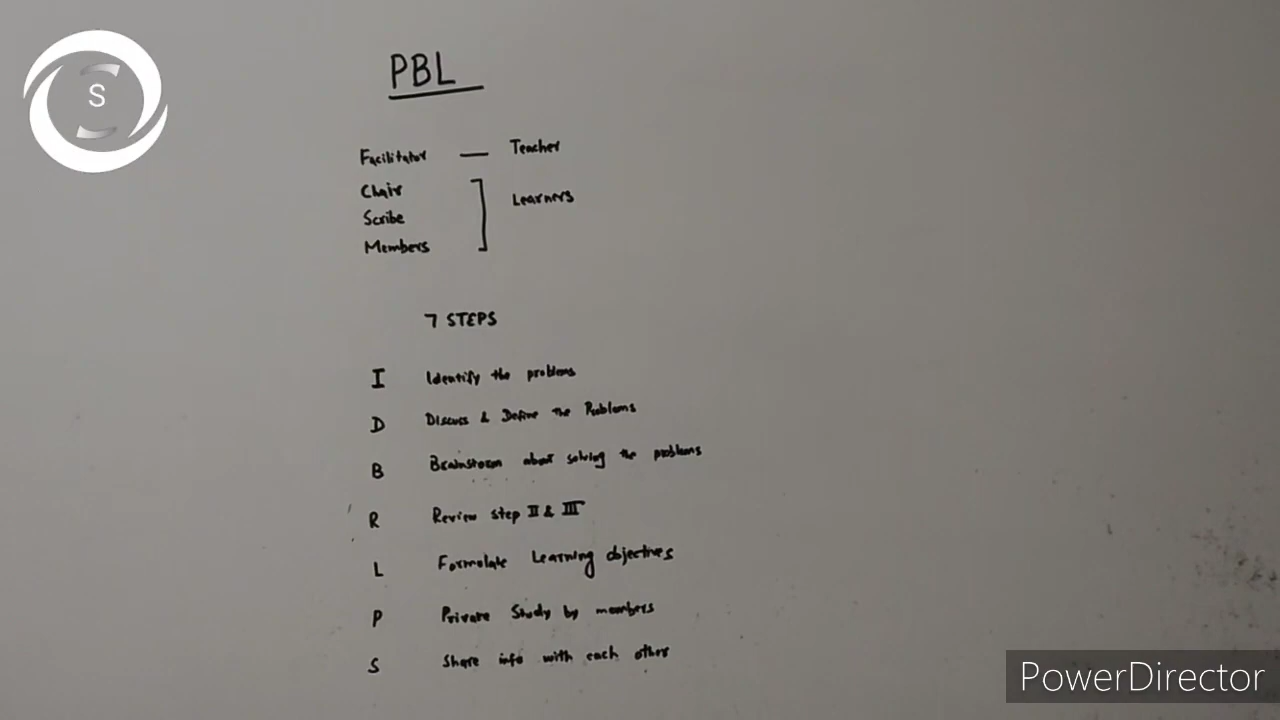 S
PBL
Facilitator — Teacher
Chair
Scribe
Members
Learners
7 STEPS
I Identify the problems
D Discuss & Define the Problems
B Brainstorm about solving the problems
R Review step II & III
L Formulate Learning objectives
P Private Study by members
S Share info with each other
PowerDirector